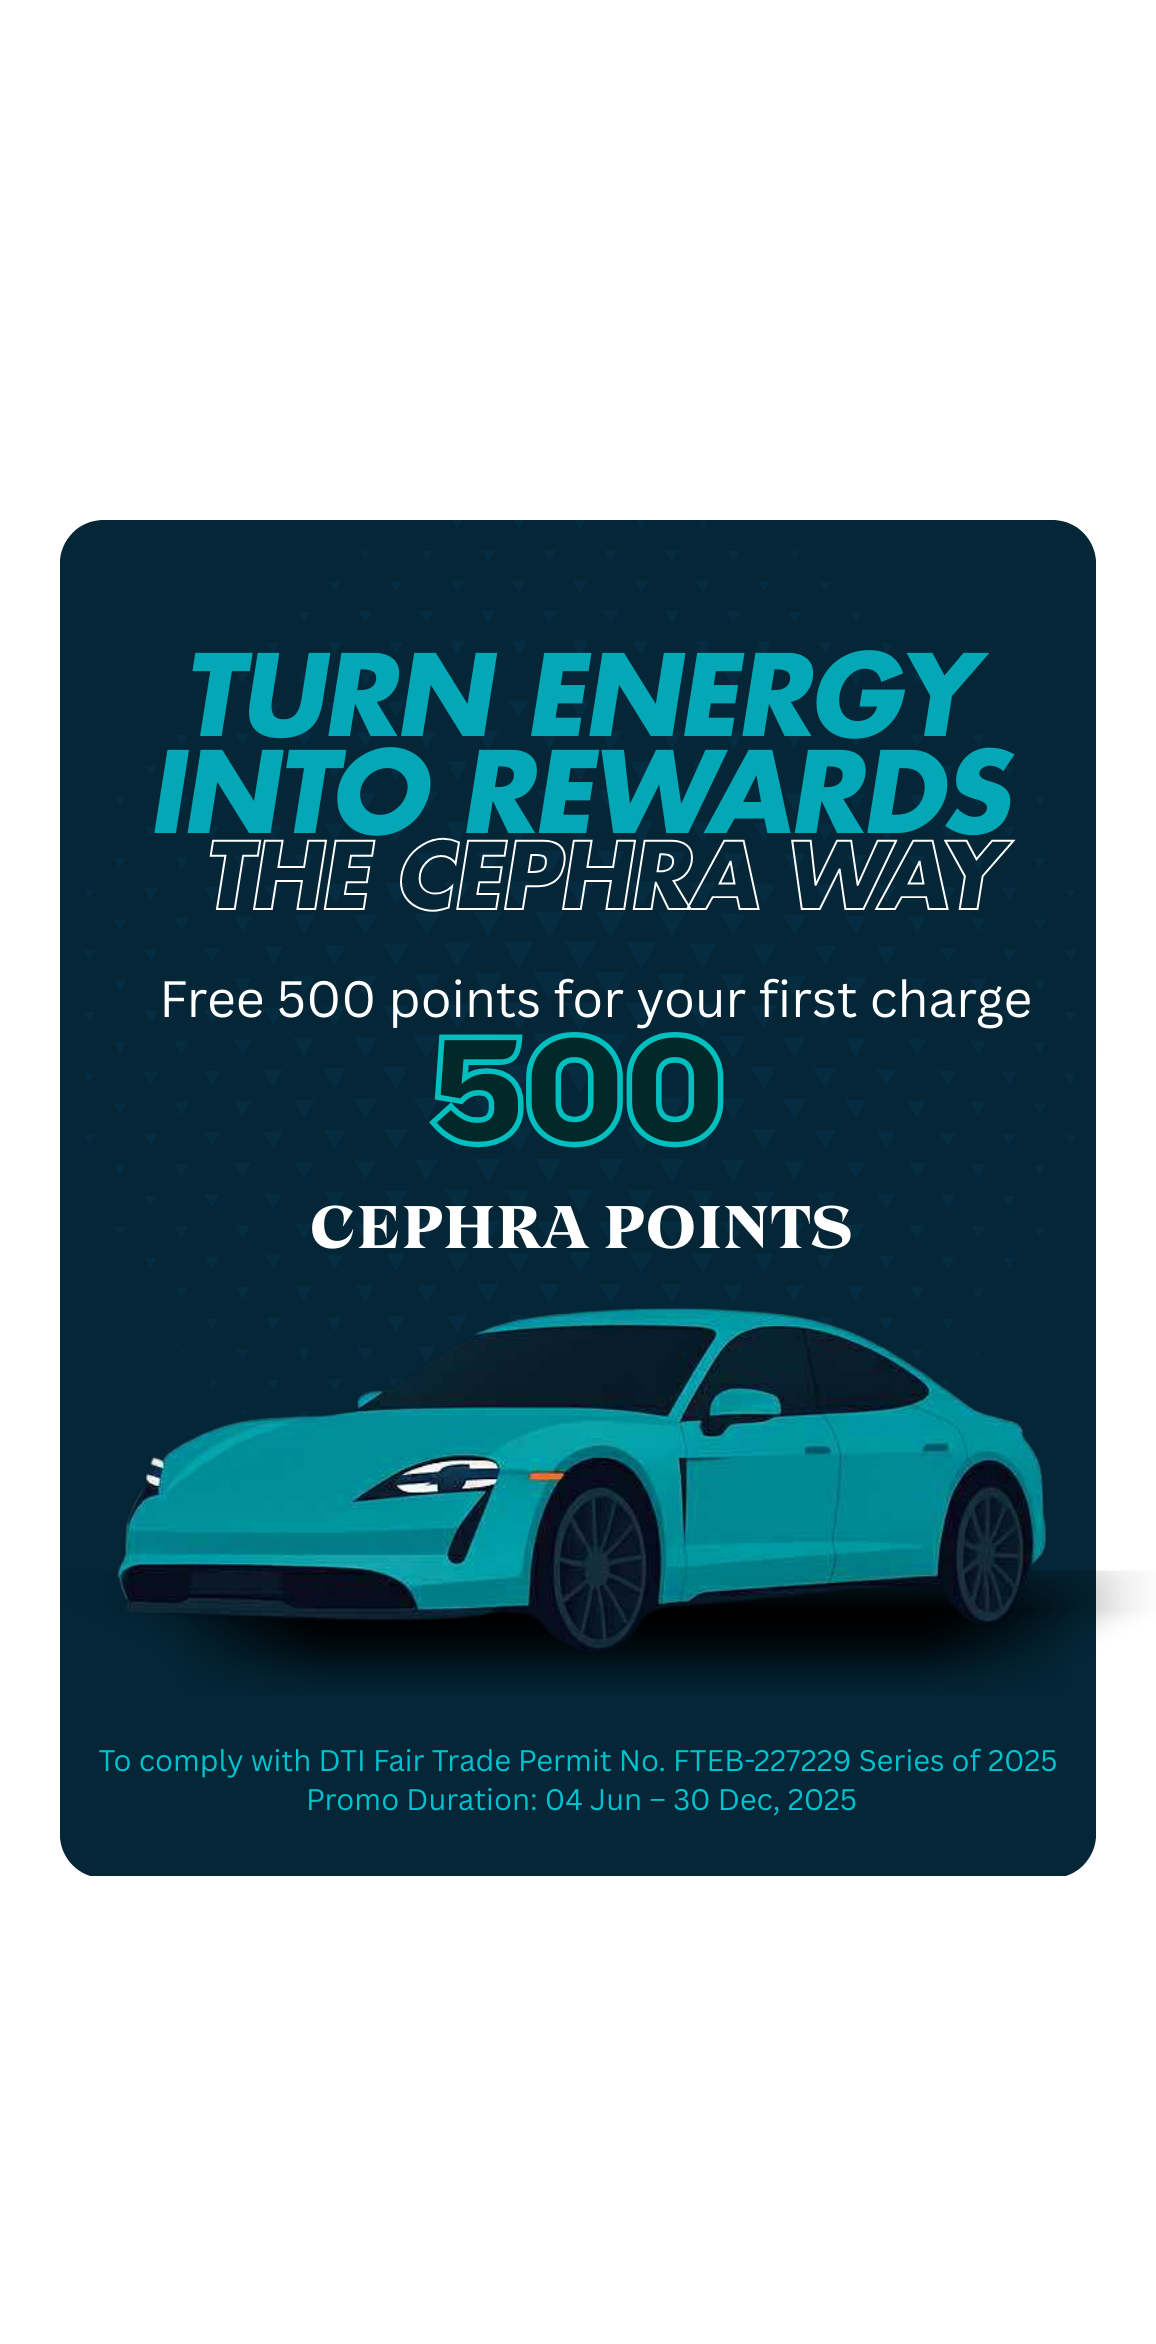 TURN ENERGY
INTO REWARDS
THE CEPHRA WAY
Free 500 points for your first charge
500
CEPHRA POINTS
To comply with DTI Fair Trade Permit No. FTEB-227229 Series of 2025
Promo Duration: 04 Jun – 30 Dec, 2025